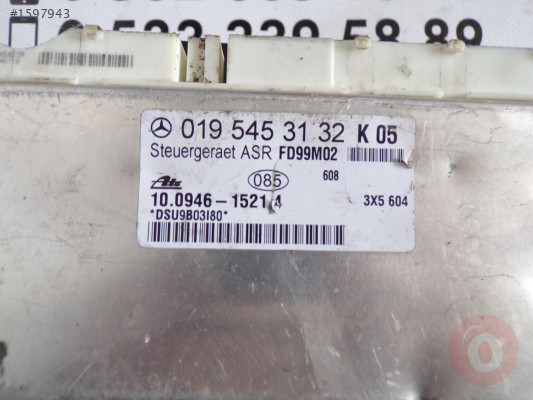 #1597943
019 545 31 32 K 05
Steuergeraet ASR FD99M02
Ate 085 608
10.0946-1521.4 3X5 604
*DSU9B03I80*